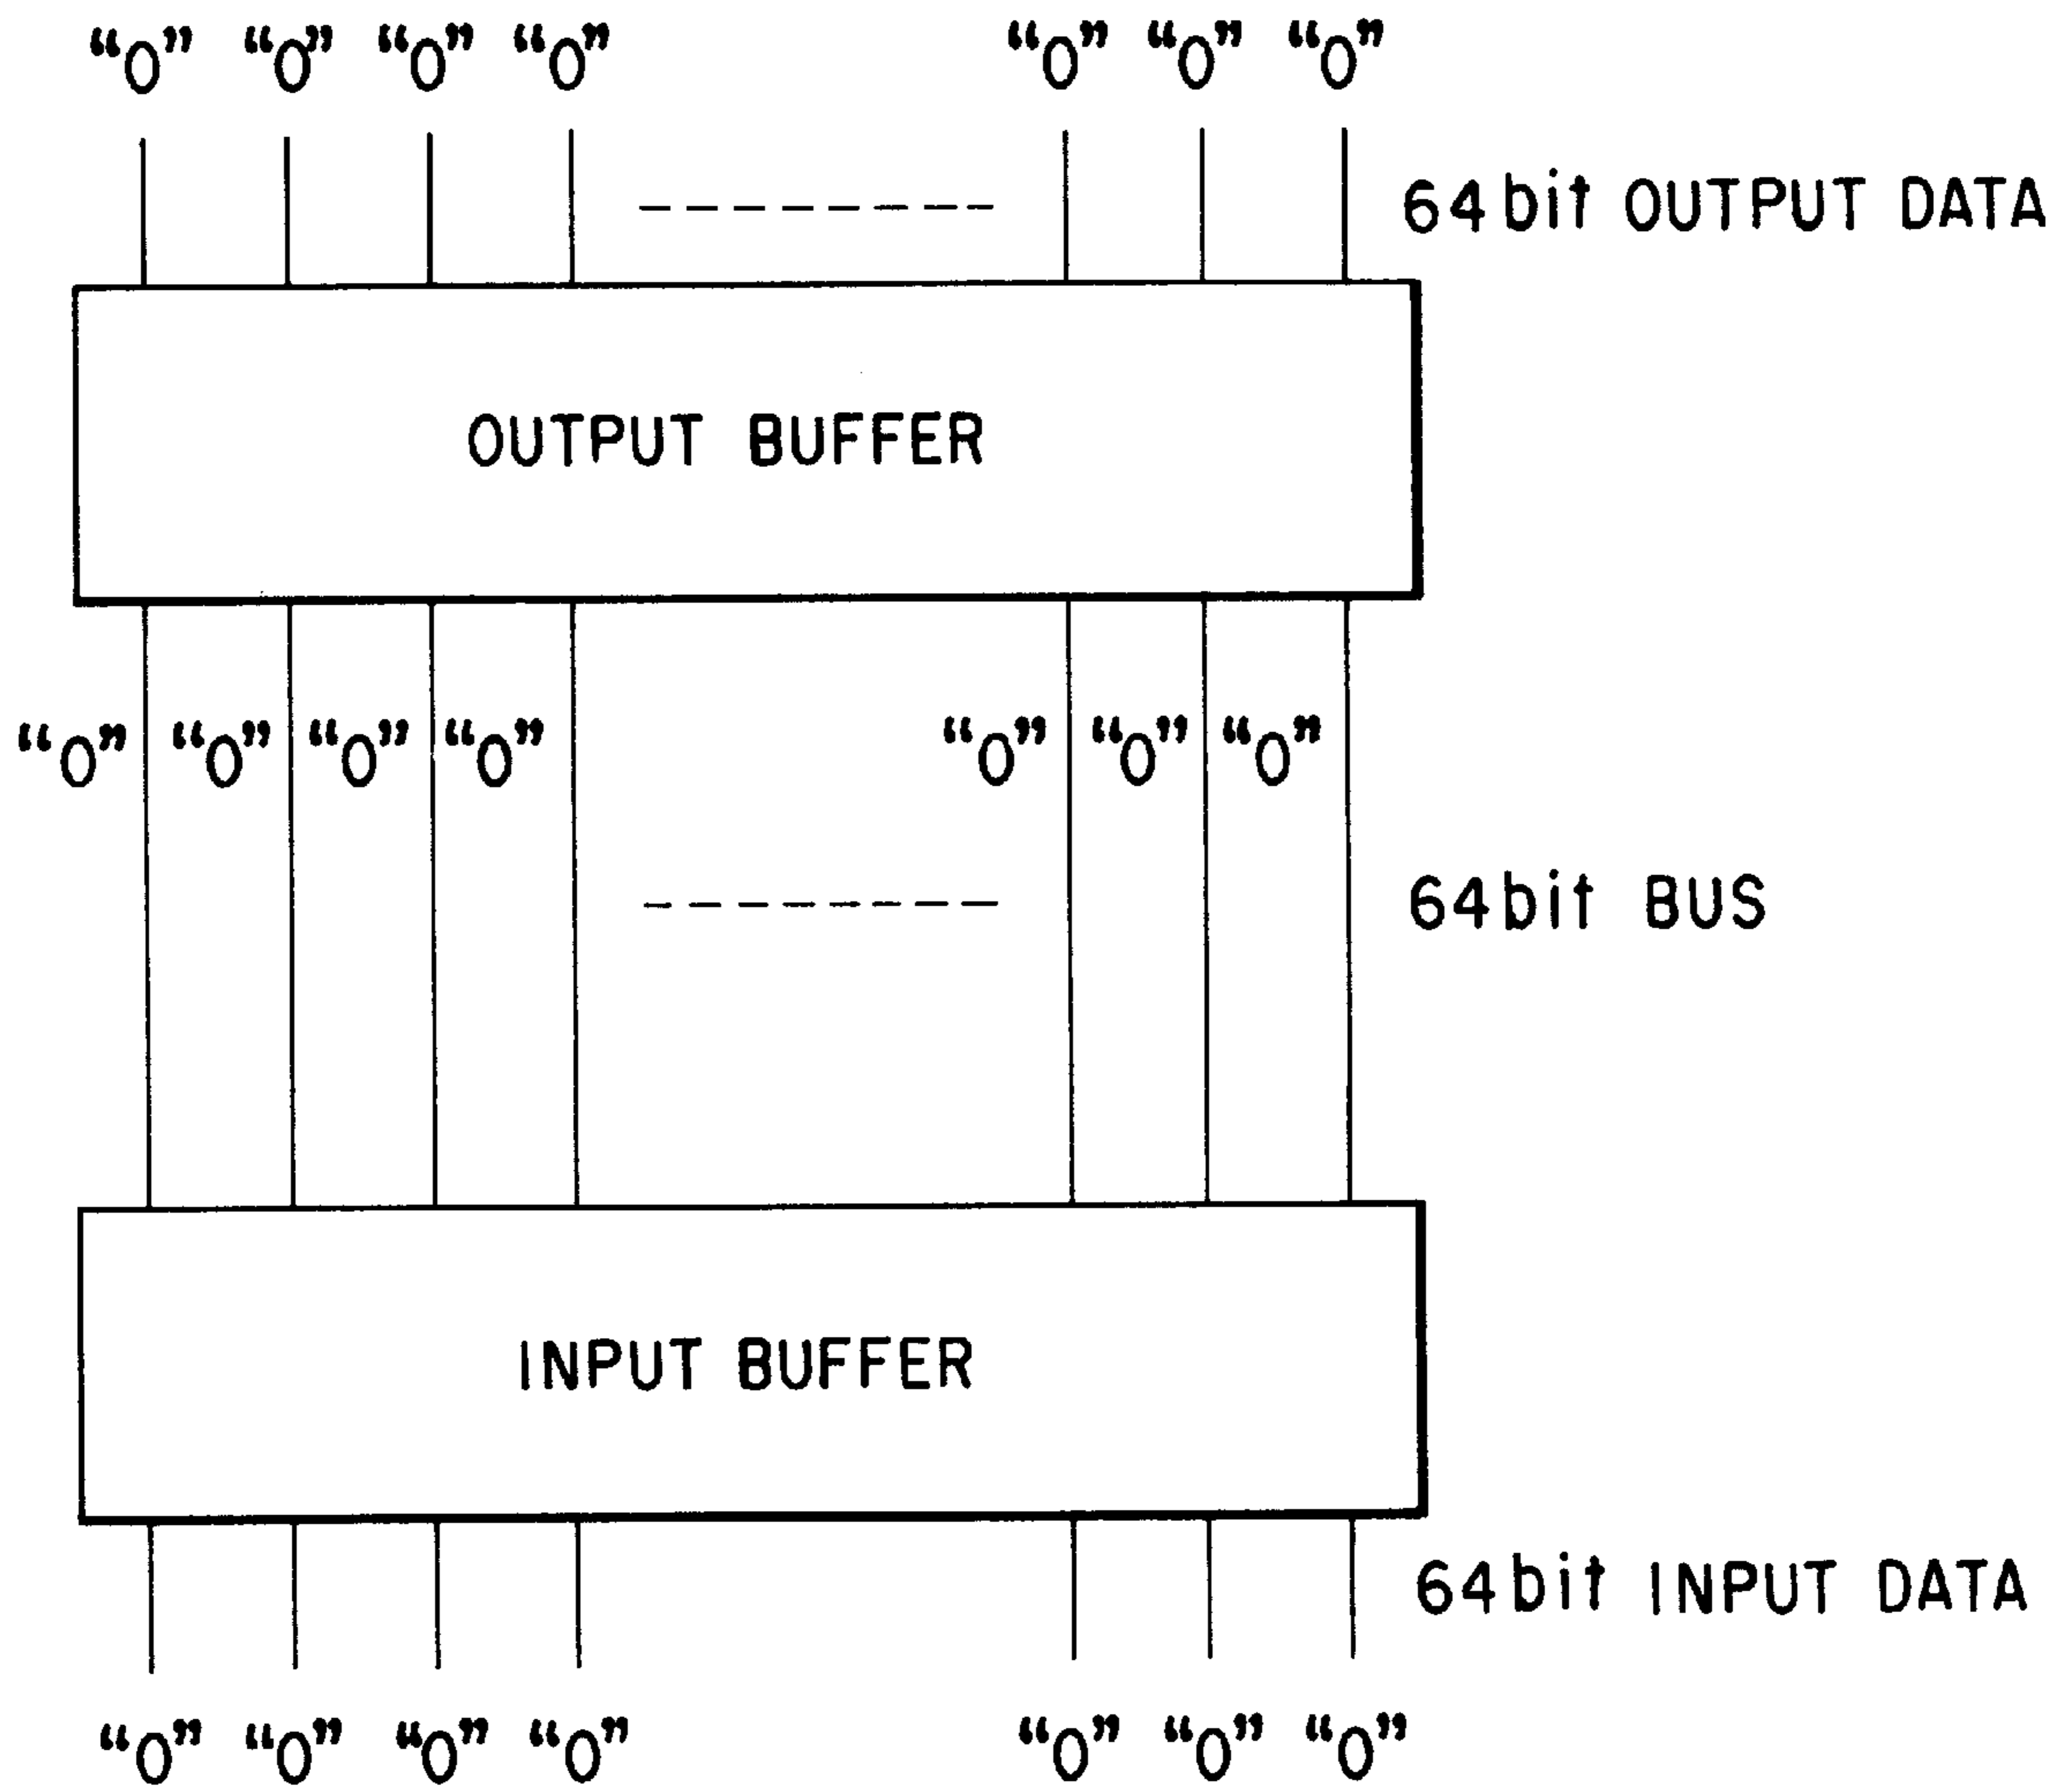 “0” “0” “0” “0” “0” “0” “0”
64bit OUTPUT DATA
OUTPUT BUFFER
“0” “0” “0” “0” “0” “0” “0”
64bit BUS
INPUT BUFFER
64bit INPUT DATA
“0” “0” “0” “0” “0” “0” “0”